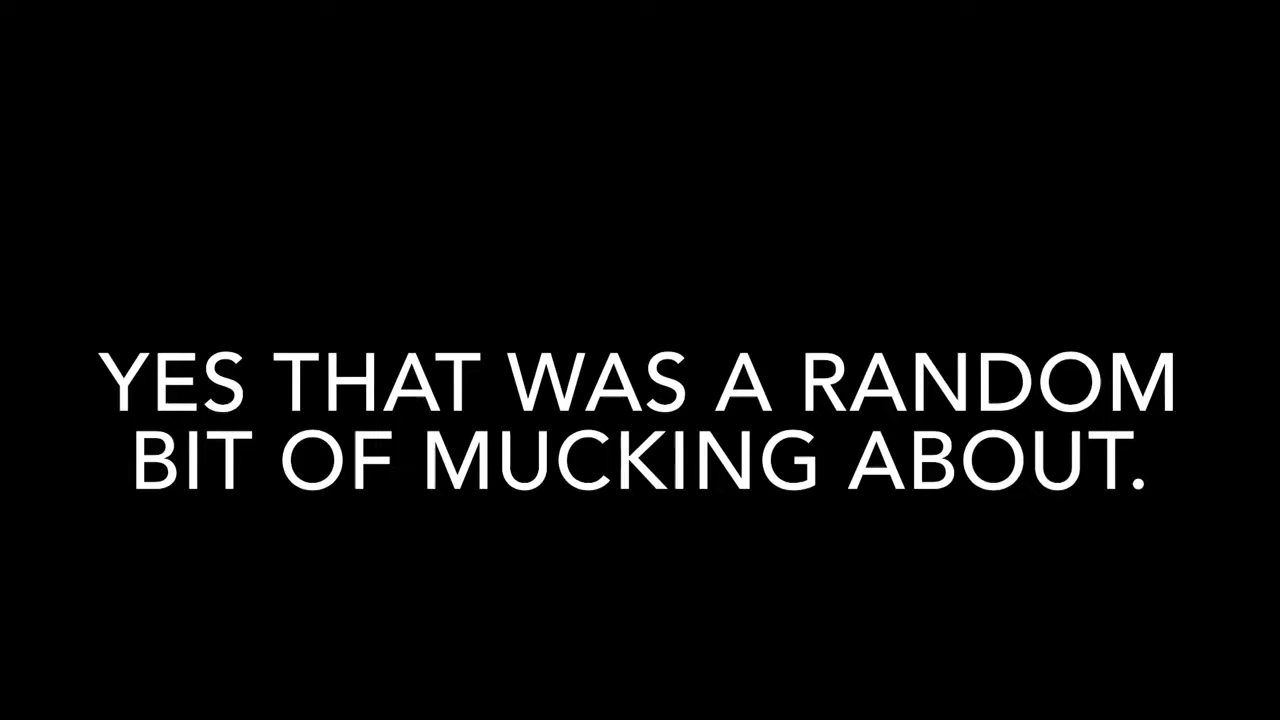 YES THAT WAS A RANDOM
BIT OF MUCKING ABOUT.